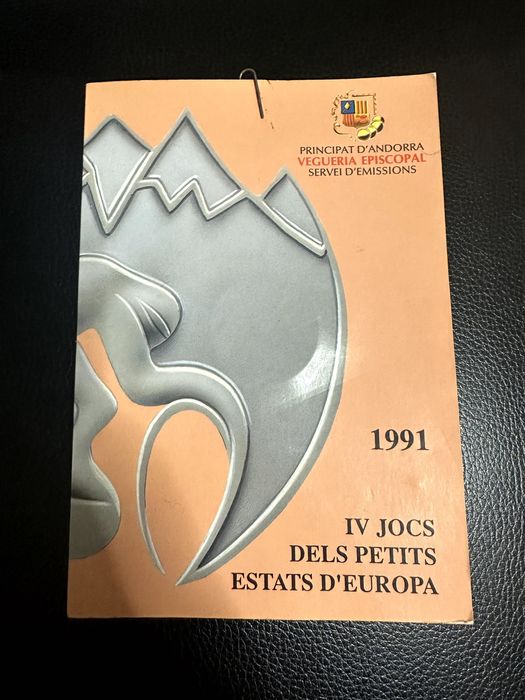 PRINCIPAT D'ANDORRA
VEGUERIA EPISCOPAL
SERVEI D'EMISSIONS
1991
IV JOCS
DELS PETITS
ESTATS D'EUROPA